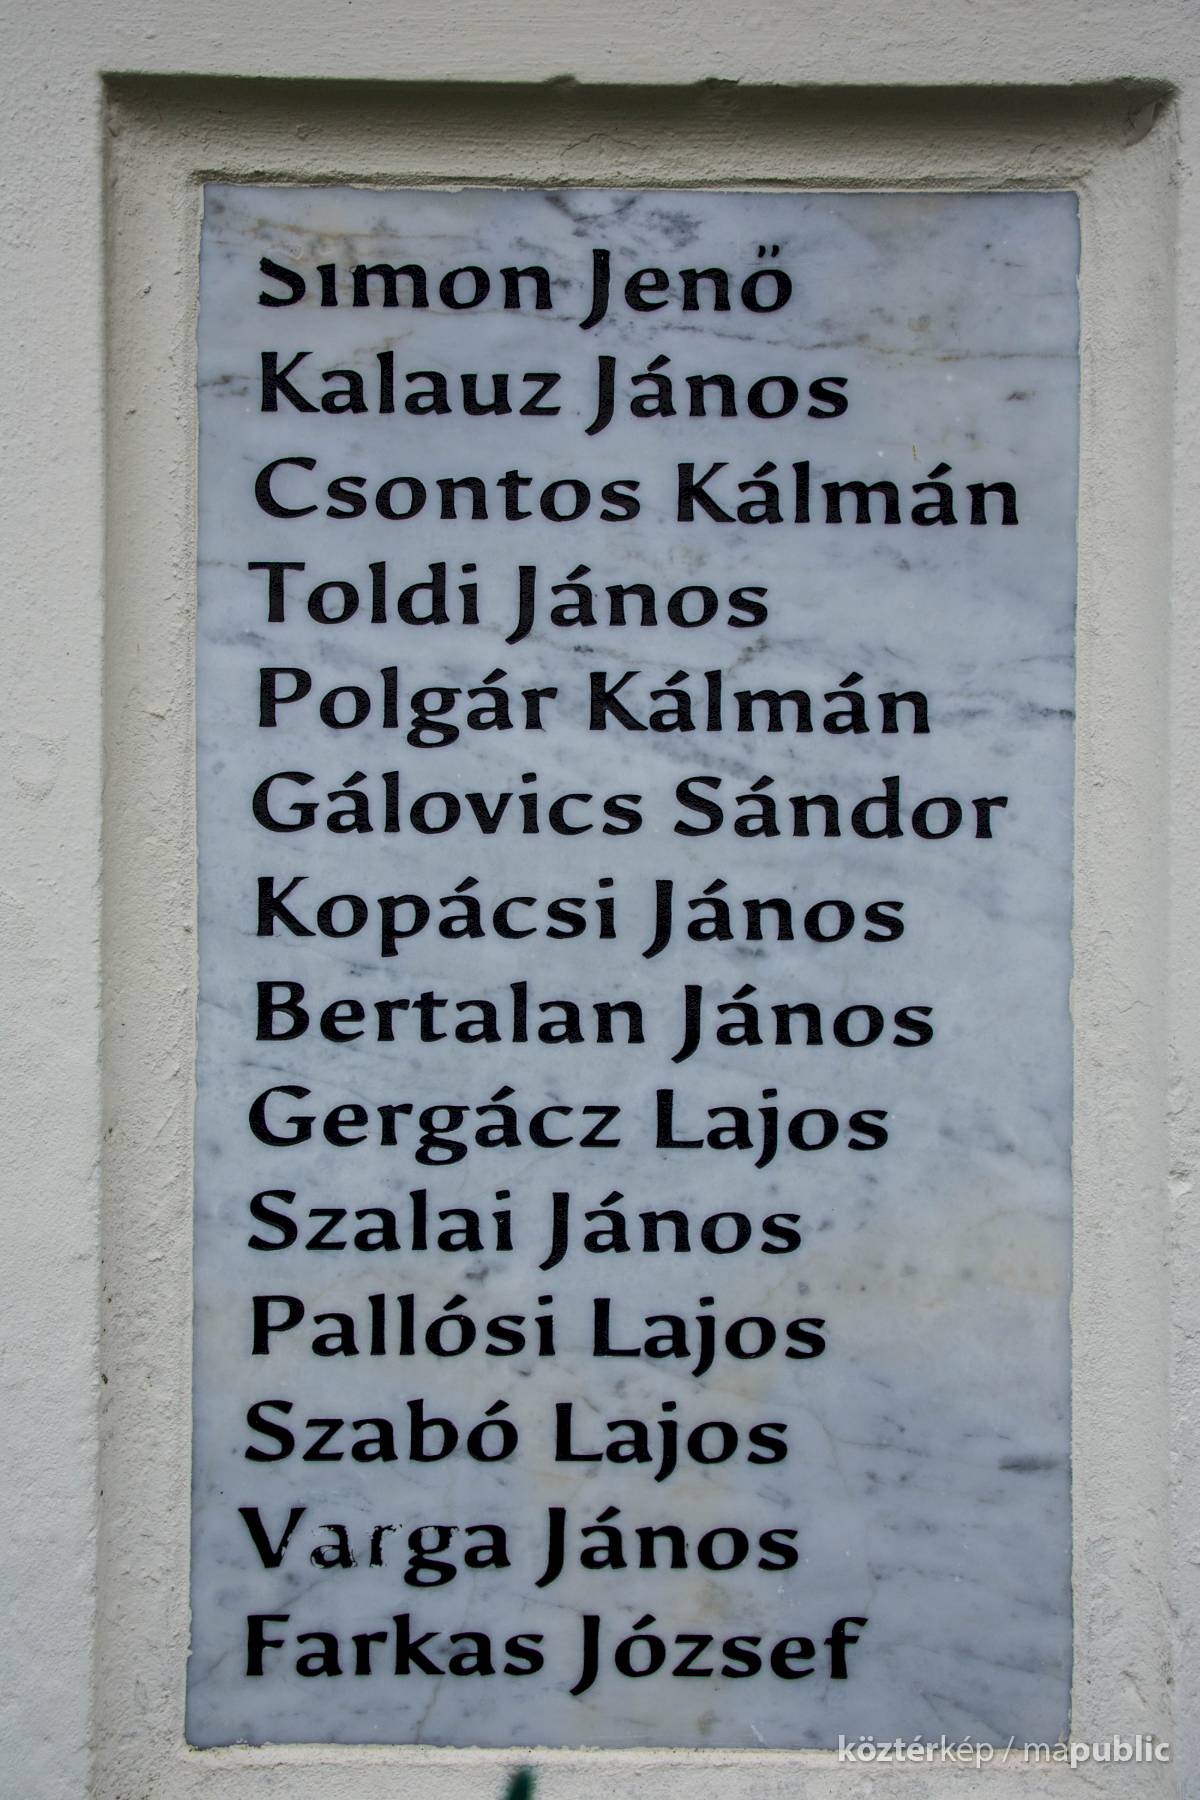 Simon Jenő
Kalauz János
Csontos Kálmán
Toldi János
Polgár Kálmán
Gálovics Sándor
Kopácsi János
Bertalan János
Gergácz Lajos
Szalai János
Pallósi Lajos
Szabó Lajos
Varga János
Farkas József
köztérkép / mapublic